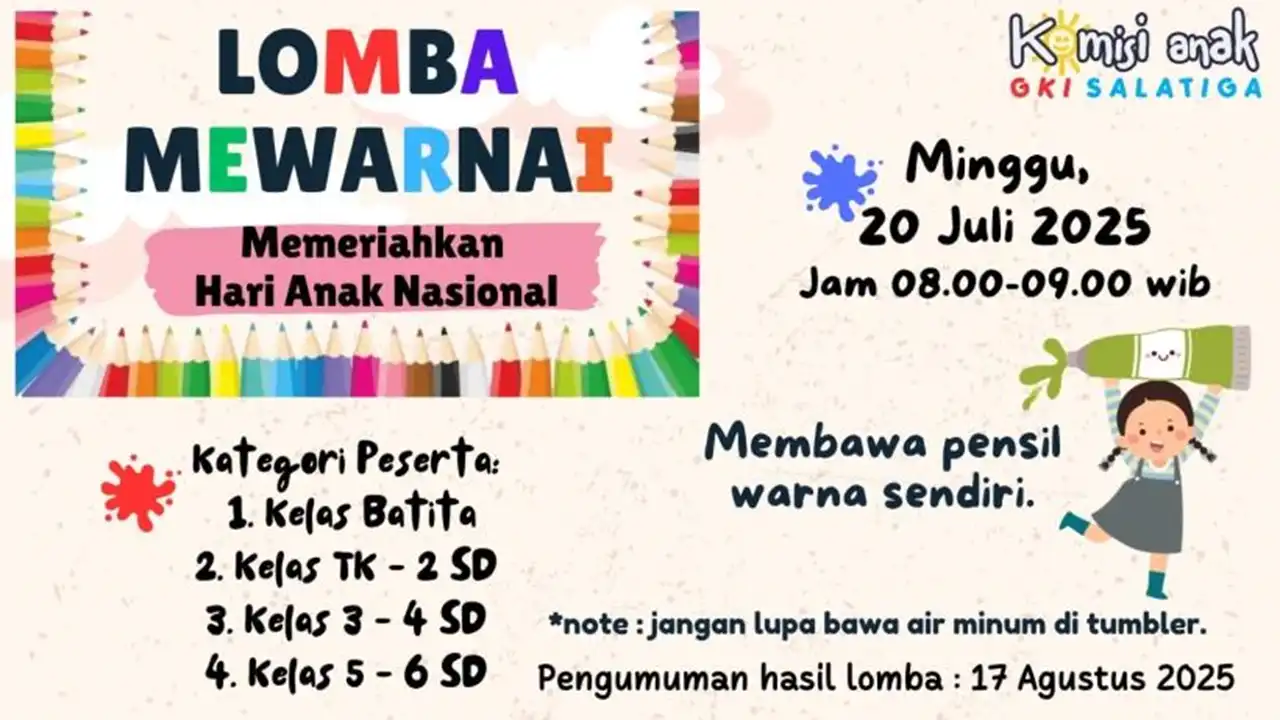 LOMBA
MEWARNAI
Memeriahkan
Hari Anak Nasional
Komisi anak
GKI SALATIGA
Minggu,
20 Juli 2025
Jam 08.00-09.00 wib
Membawa pensil
warna sendiri.
Kategori Peserta:
1. Kelas Batita
2. Kelas TK - 2 SD
3. Kelas 3 - 4 SD
4. Kelas 5 - 6 SD
*note : jangan lupa bawa air minum di tumbler.
Pengumuman hasil lomba : 17 Agustus 2025